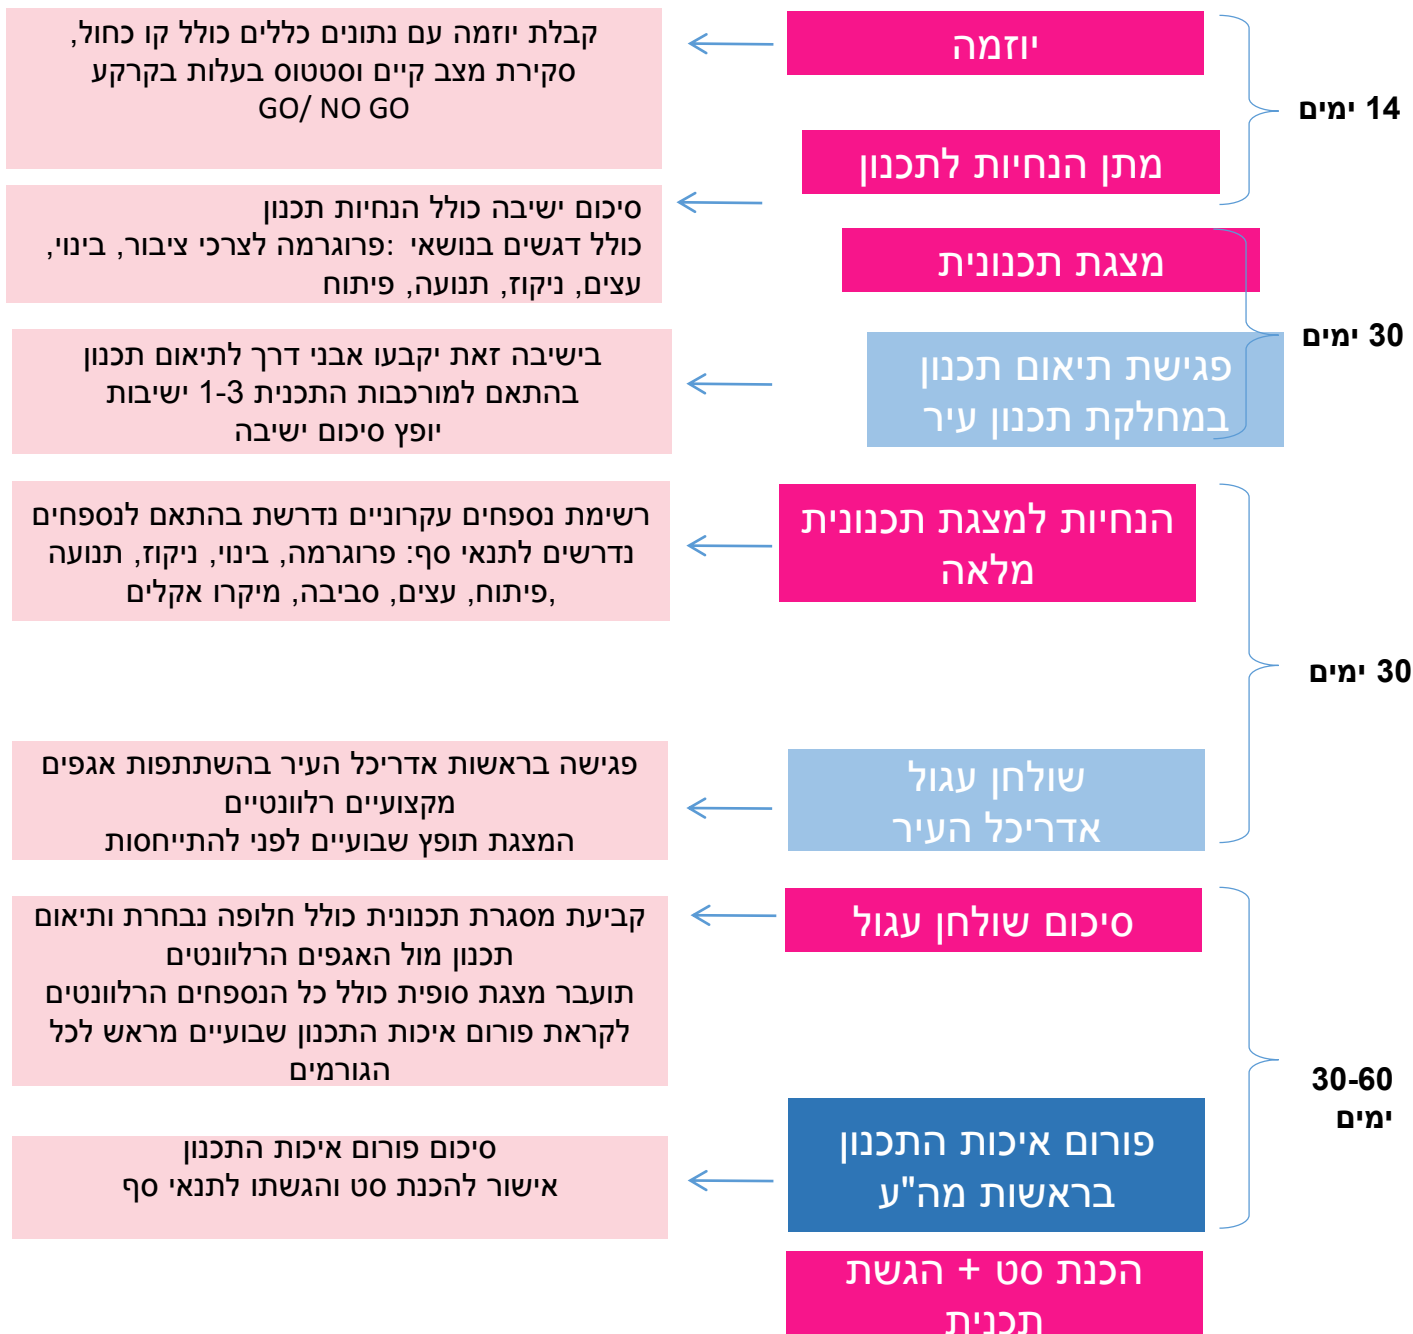 יוזמה
קבלת יוזמה עם נתונים כללים כולל קו כחול,
סקירת מצב קיים וסטטוס בעלות בקרקע
GO/ NO GO
14 ימים
מתן הנחיות לתכנון
סיכום ישיבה כולל הנחיות תכנון
כולל דגשים בנושאי :פרוגרמה לצרכי ציבור, בינוי,
עצים, ניקוז, תנועה, פיתוח
מצגת תכנונית
30 ימים
פגישת תיאום תכנון
במחלקת תכנון עיר
בישיבה זאת יקבעו אבני דרך לתיאום תכנון
בהתאם למורכבות התכנית 1-3 ישיבות
יופץ סיכום ישיבה
הנחיות למצגת תכנונית
מלאה
רשימת נספחים עקרוניים נדרשת בהתאם לנספחים
נדרשים לתנאי סף: פרוגרמה, בינוי, ניקוז, תנועה
,פיתוח, עצים, סביבה, מיקרו אקלים
30 ימים
שולחן עגול
אדריכל העיר
פגישה בראשות אדריכל העיר בהשתתפות אגפים
מקצועיים רלוונטיים
המצגת תופץ שבועיים לפני להתייחסות
סיכום שולחן עגול
קביעת מסגרת תכנונית כולל חלופה נבחרת ותיאום
תכנון מול האגפים הרלוונטים
תועבר מצגת סופית כולל כל הנספחים הרלוונטים
לקראת פורום איכות התכנון שבועיים מראש לכל
הגורמים
30-60
ימים
פורום איכות התכנון
בראשות מה"ע
סיכום פורום איכות התכנון
אישור להכנת סט והגשתו לתנאי סף
הכנת סט + הגשת
תכנית